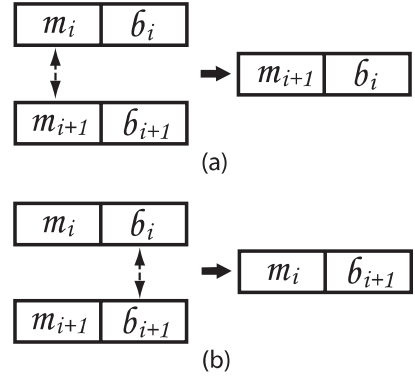 m_i b_i
m_{i+1} b_i
m_{i+1} b_{i+1}
(a)
m_i b_i
m_i b_{i+1}
m_{i+1} b_{i+1}
(b)